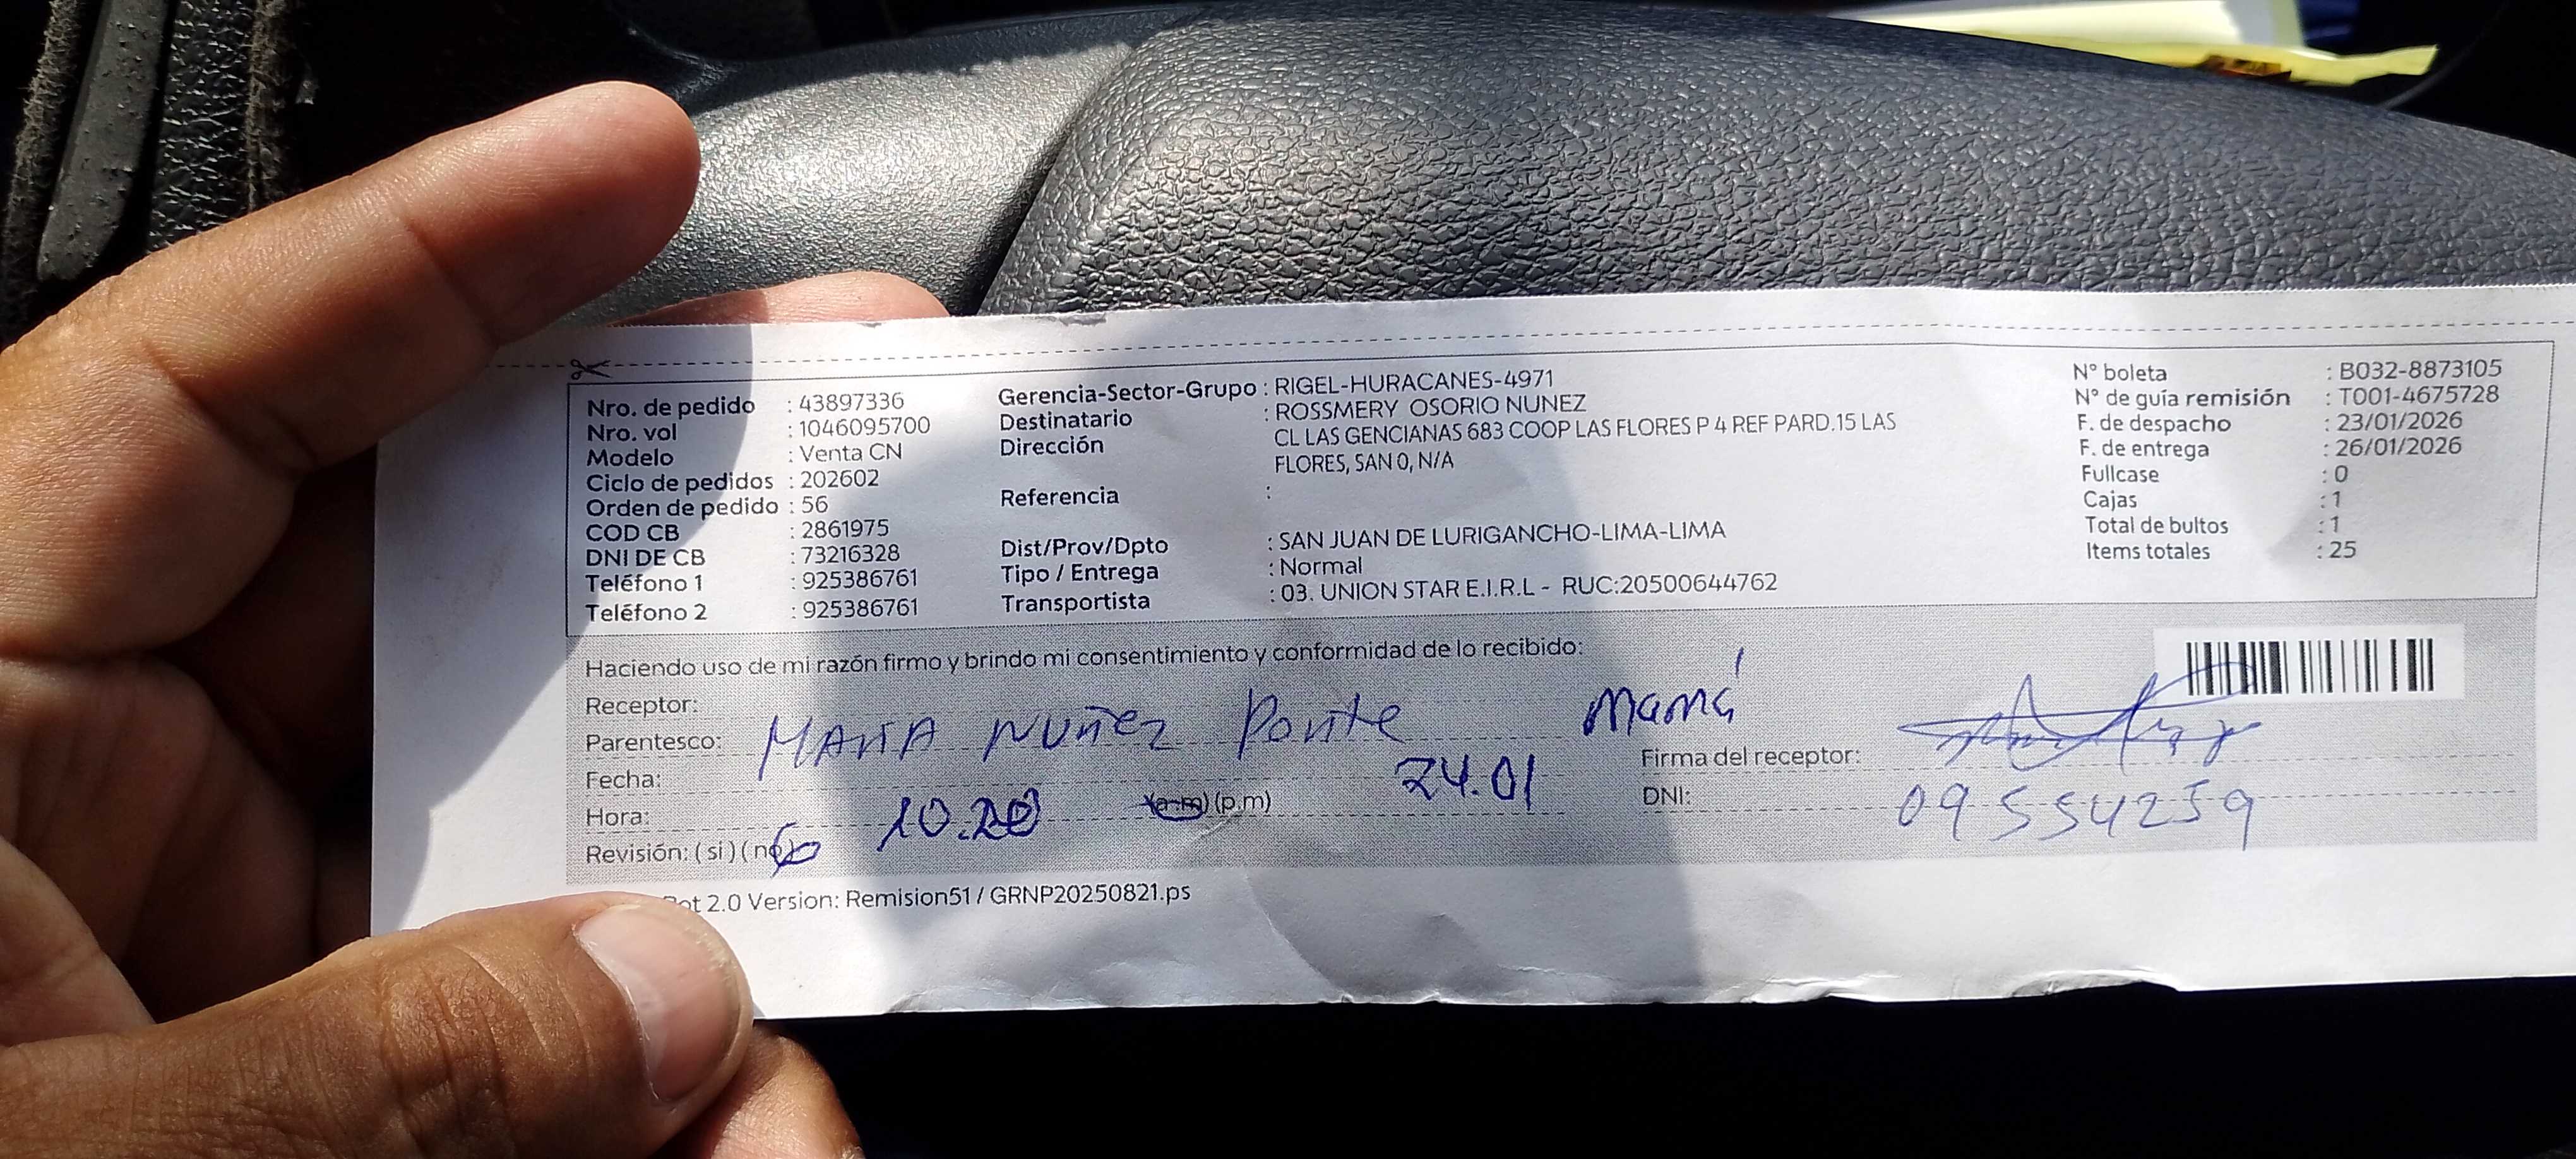 Nro. de pedido : 43897336
Nro. vol : 1046095700
Modelo : Venta CN
Ciclo de pedidos : 202602
Orden de pedido : 56
COD CB : 2861975
DNI DE CB : 73216328
Teléfono 1 : 925386761
Teléfono 2 : 925386761
Gerencia-Sector-Grupo : RIGEL-HURACANES-4971
Destinatario : ROSSMERY OSORIO NUNEZ
Dirección CL LAS GENCIANAS 683 COOP LAS FLORES P 4 REF PARD.15 LAS
FLORES, SAN 0, N/A
Referencia :
Dist/Prov/Dpto : SAN JUAN DE LURIGANCHO-LIMA-LIMA
Tipo / Entrega : Normal
Transportista : 03. UNION STAR E.I.R.L - RUC:20500644762
N° boleta : B032-8873105
N° de guía remisión : T001-4675728
F. de despacho : 23/01/2026
F. de entrega : 26/01/2026
Fullcase : 0
Cajas : 1
Total de bultos : 1
Items totales : 25
Haciendo uso de mi razón firmo y brindo mi consentimiento y conformidad de lo recibido:
Receptor:
Parentesco: Nuñez Ponte Mamá
Fecha: 24.01
Hora: 10.20 (a.m) (p.m)
Revisión: ( si ) ( no )
Firma del receptor:
DNI: 09554259
2.0 Version: Remision51 / GRNP20250821.ps